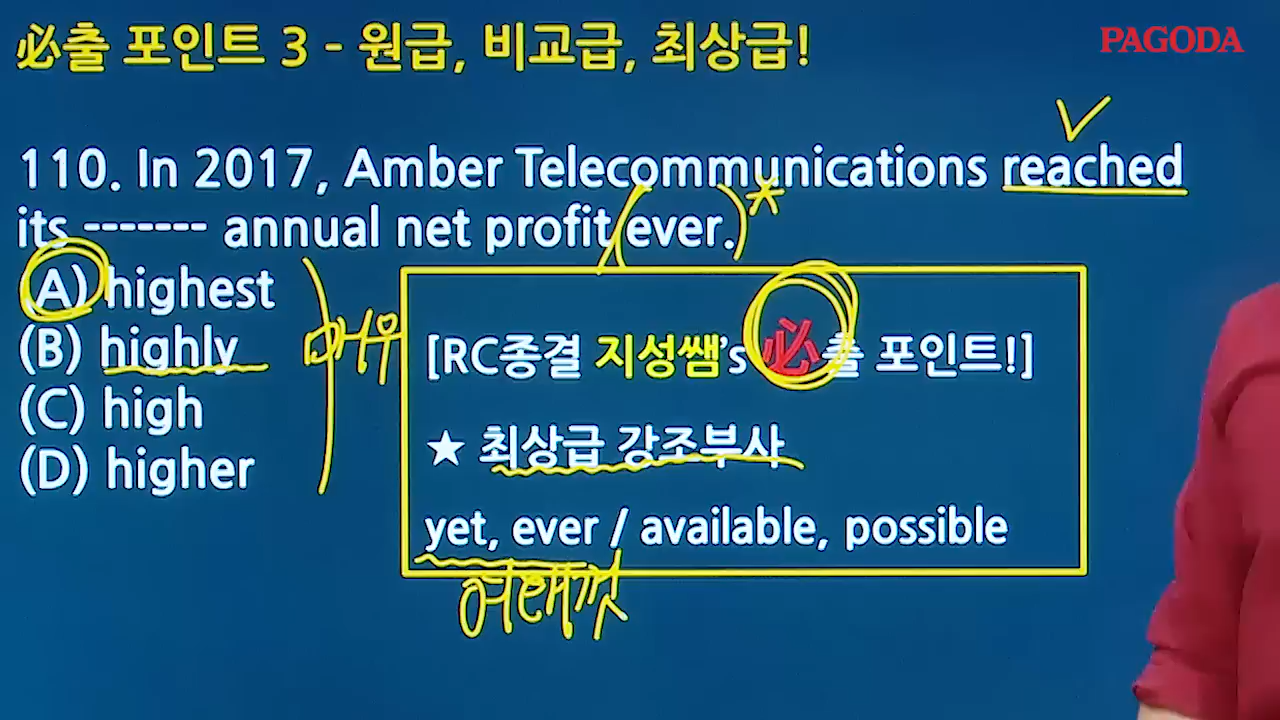 必출 포인트 3 - 원급, 비교급, 최상급!
PAGODA
110. In 2017, Amber Telecommunications reached
its ------- annual net profit ever.
(A) highest
(B) highly
(C) high
(D) higher
매우
[RC종결 지성쌤's 必출 포인트!]
★ 최상급 강조부사
yet, ever / available, possible
여태껏